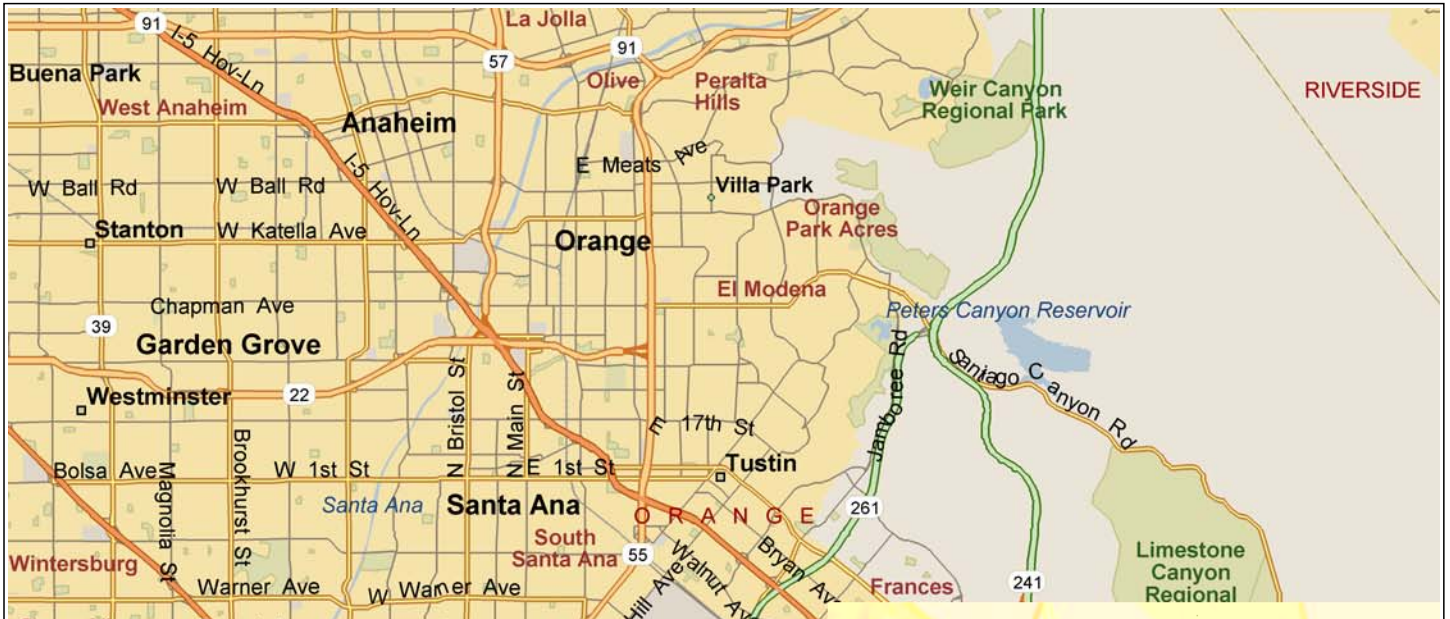 La Jolla
91
I-5 Hov-Ln
57
91
Buena Park
West Anaheim
Olive
Peralta
Hills
Weir Canyon
Regional Park
RIVERSIDE
Anaheim
I-5 Hov-Ln
E Meats Ave
W Ball Rd
W Ball Rd
Villa Park
Stanton
W Katella Ave
Orange
Orange
Park Acres
El Modena
Chapman Ave
Peters Canyon Reservoir
39
Garden Grove
Jamboree Rd
Santiago Canyon Rd
Westminster
22
N Bristol St
N Main St
E 17th St
Bolsa Ave
Magnolia St
Brookhurst St
W 1st St
E 1st St
Tustin
Santa Ana
Santa Ana
ORANGE
261
South
Santa Ana
55
Walnut Ave
Bryan Ave
Wintersburg
Warner Ave
W Warner Ave
Hill Ave
Frances
241
Limestone
Canyon
Regional